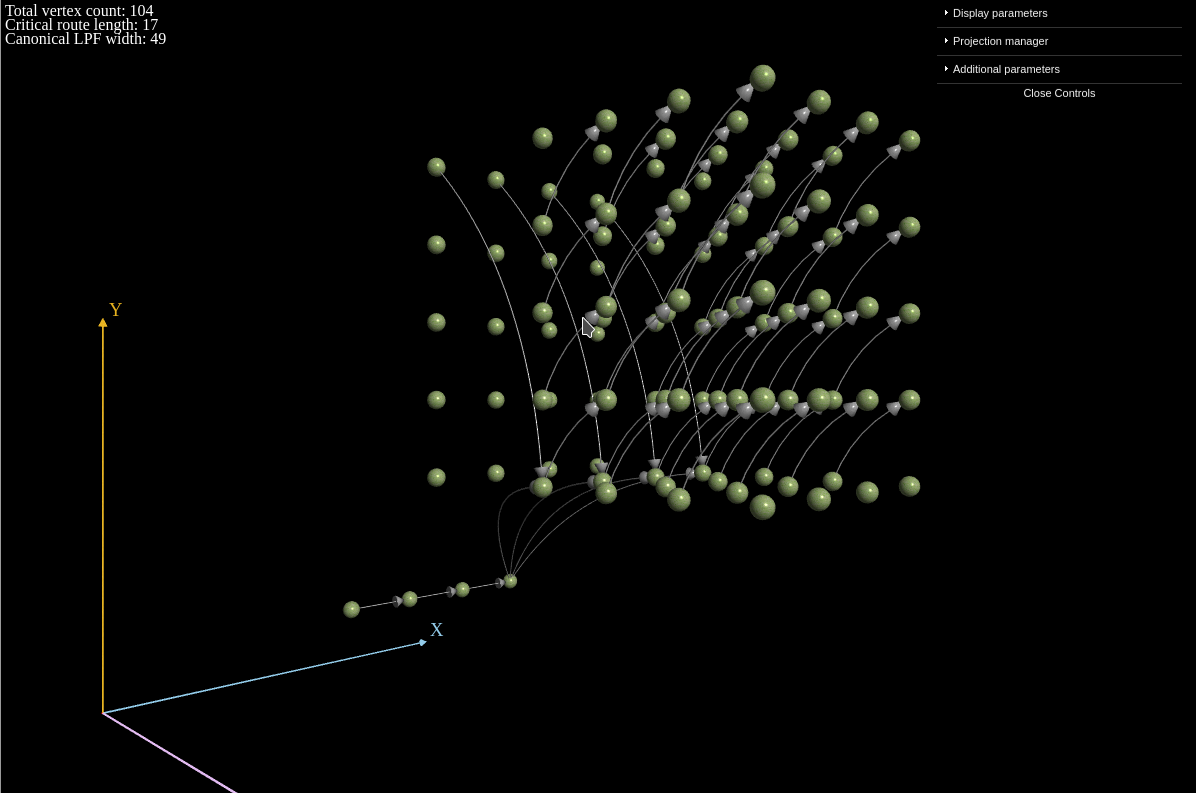 Total vertex count: 104
Critical route length: 17
Canonical LPF width: 49
Display parameters
Projection manager
Additional parameters
Close Controls
Y
X